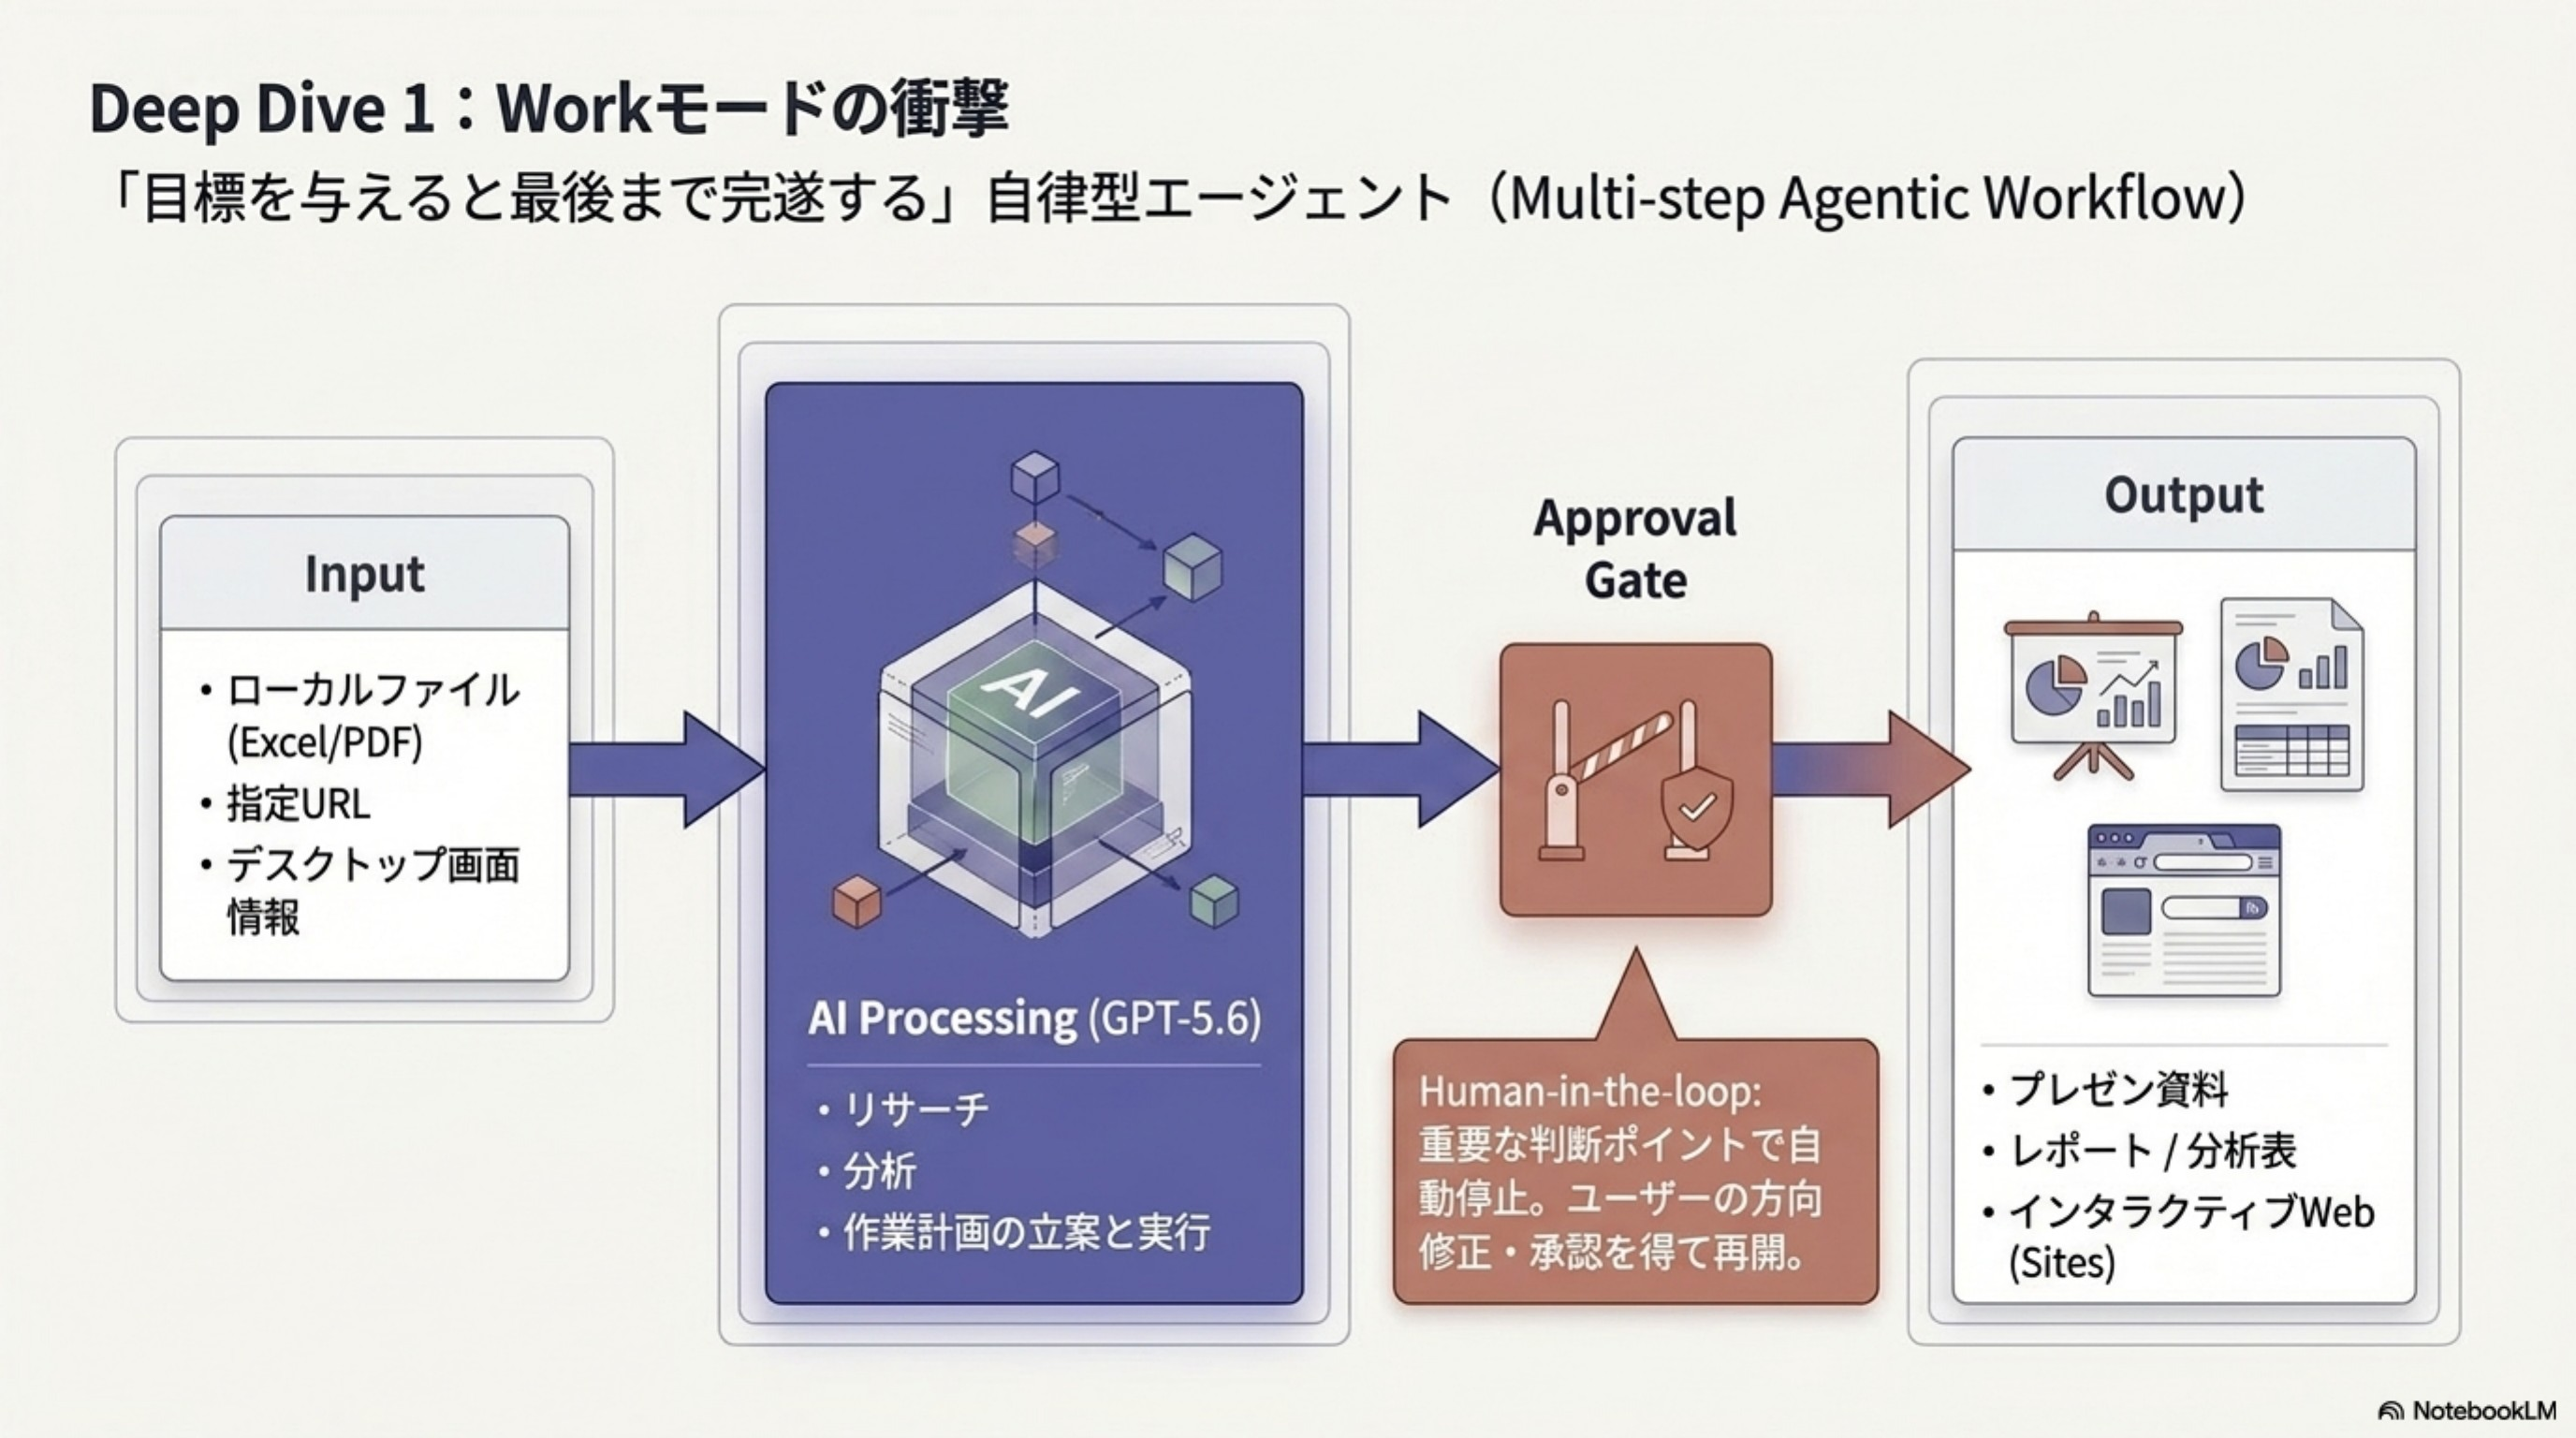 Deep Dive 1：Workモードの衝撃
「目標を与えると最後まで完遂する」自律型エージェント（Multi-step Agentic Workflow）
Input
・ローカルファイル
(Excel/PDF)
・指定URL
・デスクトップ画面
情報
AI
AI Processing (GPT-5.6)
・リサーチ
・分析
・作業計画の立案と実行
Approval
Gate
Human-in-the-loop:
重要な判断ポイントで自
動停止。ユーザーの方向
修正・承認を得て再開。
Output
・プレゼン資料
・レポート / 分析表
・インタラクティブWeb
(Sites)
NotebookLM